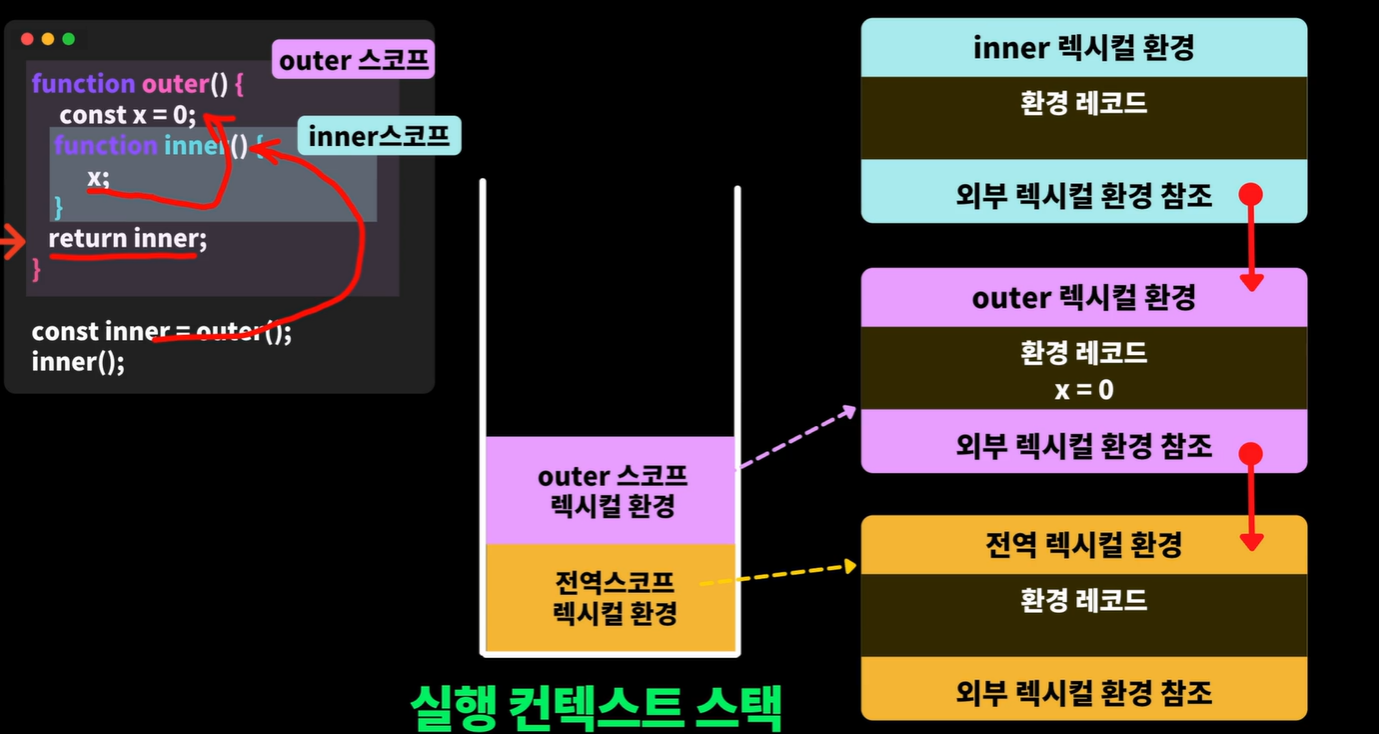 outer 스코프
function outer() {
const x = 0;
inner스코프
function inner() {
x;
}
return inner;
}
const inner = outer();
inner();
outer 스코프
렉시컬 환경
전역스코프
렉시컬 환경
실행 컨텍스트 스택
inner 렉시컬 환경
환경 레코드
외부 렉시컬 환경 참조
outer 렉시컬 환경
환경 레코드
x = 0
외부 렉시컬 환경 참조
전역 렉시컬 환경
환경 레코드
외부 렉시컬 환경 참조